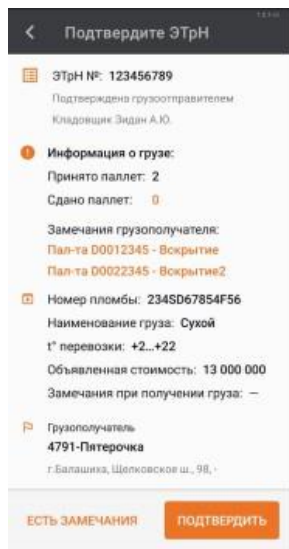 Подтвердите ЭТрН
ЭТрН №: 123456789
Подтверждена грузоотправителем
Кладовщик Зидан А.Ю.
Информация о грузе:
Принято паллет: 2
Сдано паллет: 0
Замечания грузополучателя:
Пал-та D0012345 - Вскрытие
Пал-та D0022345 - Вскрытие2
Номер пломбы: 234SD67854F56
Наименование груза: Сухой
t° перевозки: +2...+22
Объявленная стоимость: 13 000 000
Замечания при получении груза: —
Грузополучатель
4791-Пятерочка
г.Балашиха, Щелковское ш., 98, -
ЕСТЬ ЗАМЕЧАНИЯ
ПОДТВЕРДИТЬ